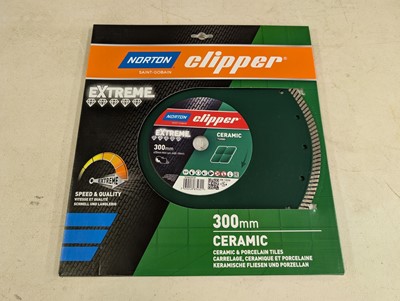 NORTON
SAINT-GOBAIN
clipper
EXTREME
NORTON
clipper
EXTREME
CERAMIC
300mm
SPEED & QUALITY
VITESSE ET QUALITÉ
SCHNELL UND LANGLEBIG
300mm
CERAMIC
CERAMIC & PORCELAIN TILES
CARRELAGE, CERAMIQUE ET PORCELAINE
KERAMISCHE FLIESEN UND PORZELLAN